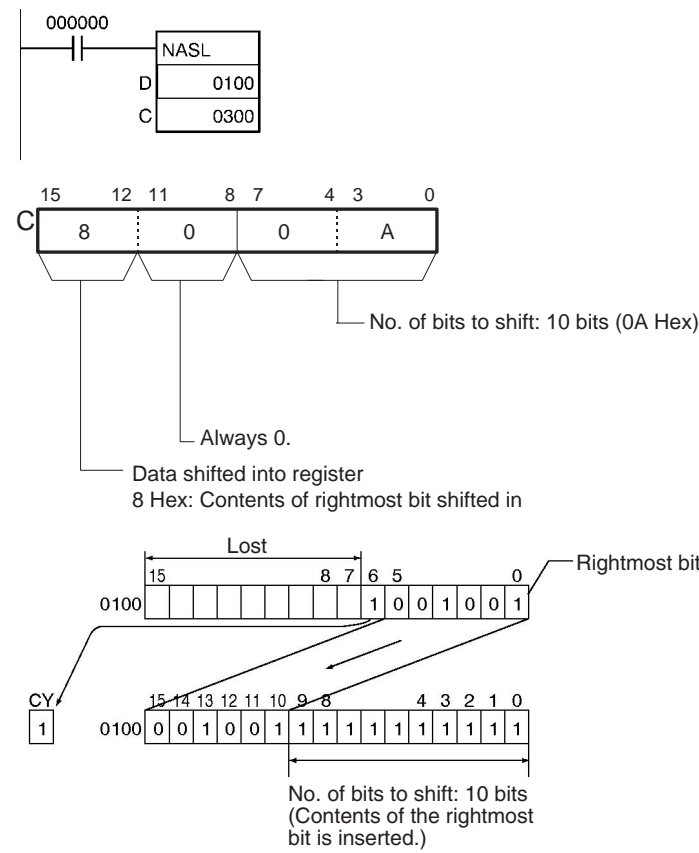 000000
NASL
D 0100
C 0300
15 12 11 8 7 4 3 0
C 8 0 0 A
No. of bits to shift: 10 bits (0A Hex)
Always 0.
Data shifted into register
8 Hex: Contents of rightmost bit shifted in
Lost
15 8 7 6 5 0
Rightmost bit
0100 1 0 0 1 0 0 1
CY 15 14 13 12 11 10 9 8 4 3 2 1 0
1 0100 0 0 1 0 0 1 1 1 1 1 1 1 1 1 1 1
No. of bits to shift: 10 bits
(Contents of the rightmost
bit is inserted.)